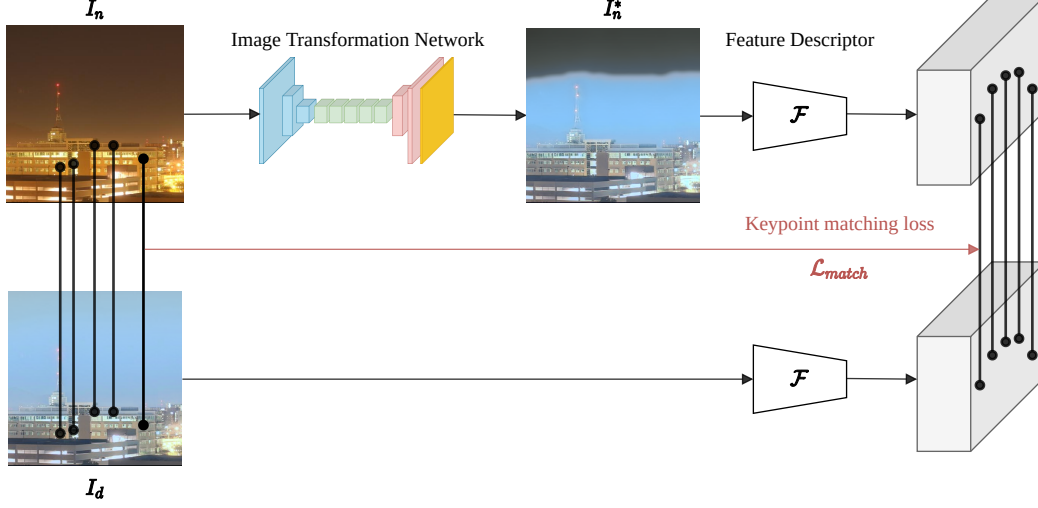 I_n
I_n^*
Image Transformation Network
Feature Descriptor
ℱ
Keypoint matching loss
ℒ_match
ℱ
I_d